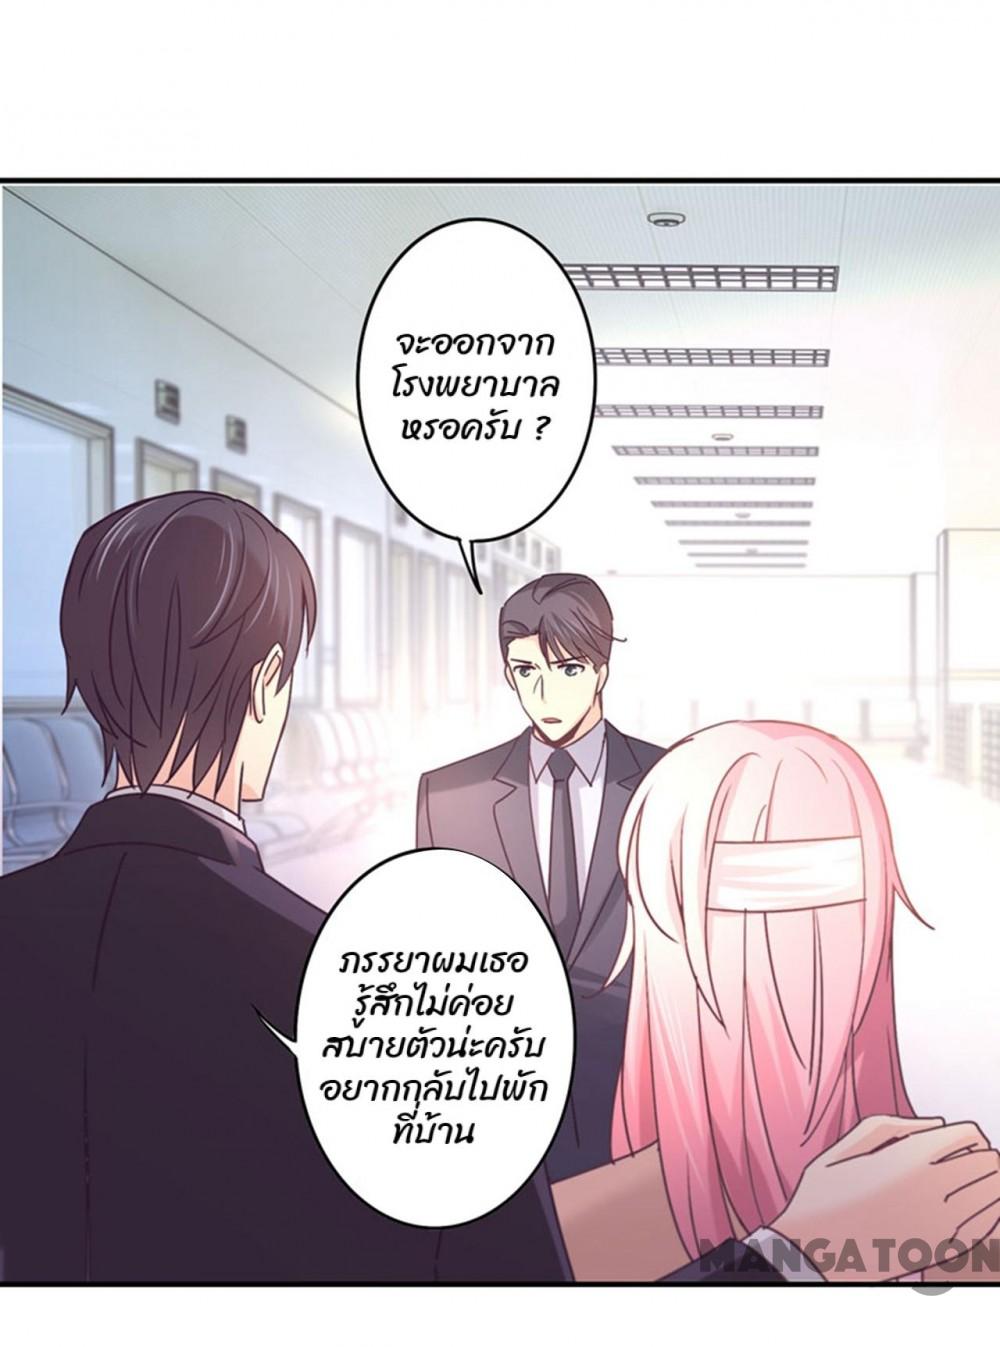 จะออกจาก
โรงพยาบาล
หรอครับ ?
ภรรยาผมเธอ
รู้สึกไม่ค่อย
สบายตัวน่ะครับ
อยากกลับไปพัก
ที่บ้าน
MANGATOON